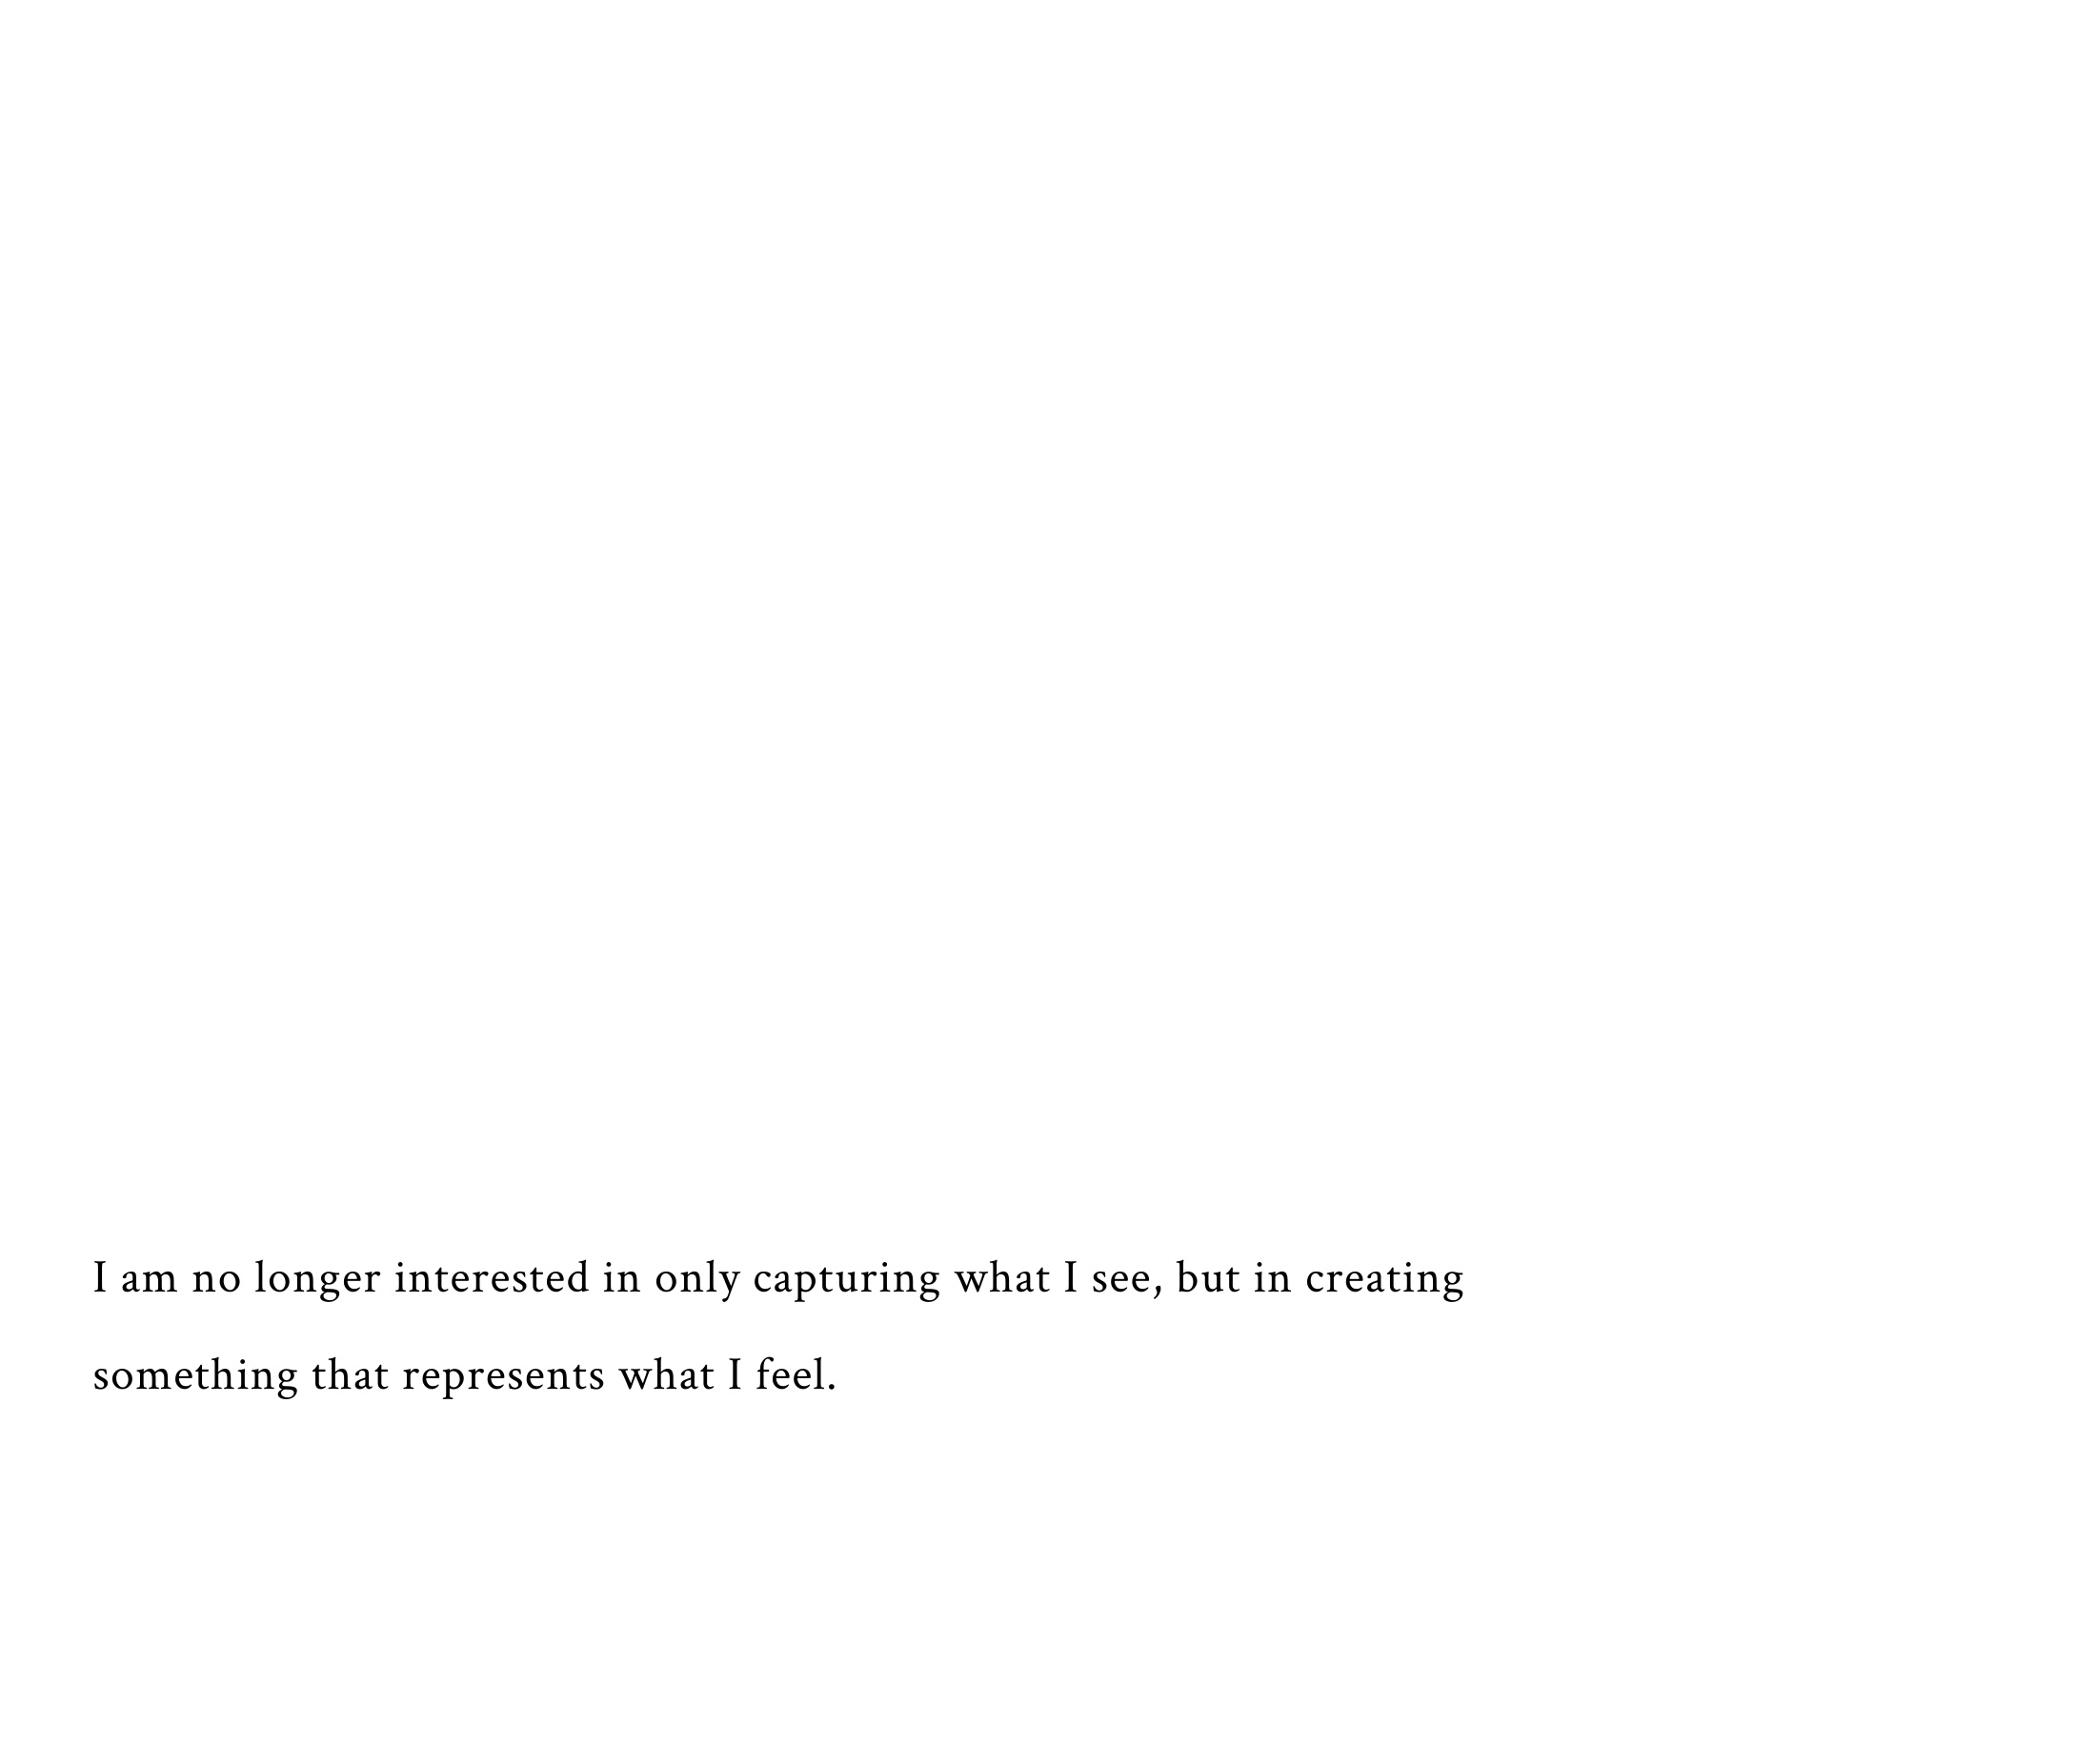 I am no longer interested in only capturing what I see, but in creating
something that represents what I feel.